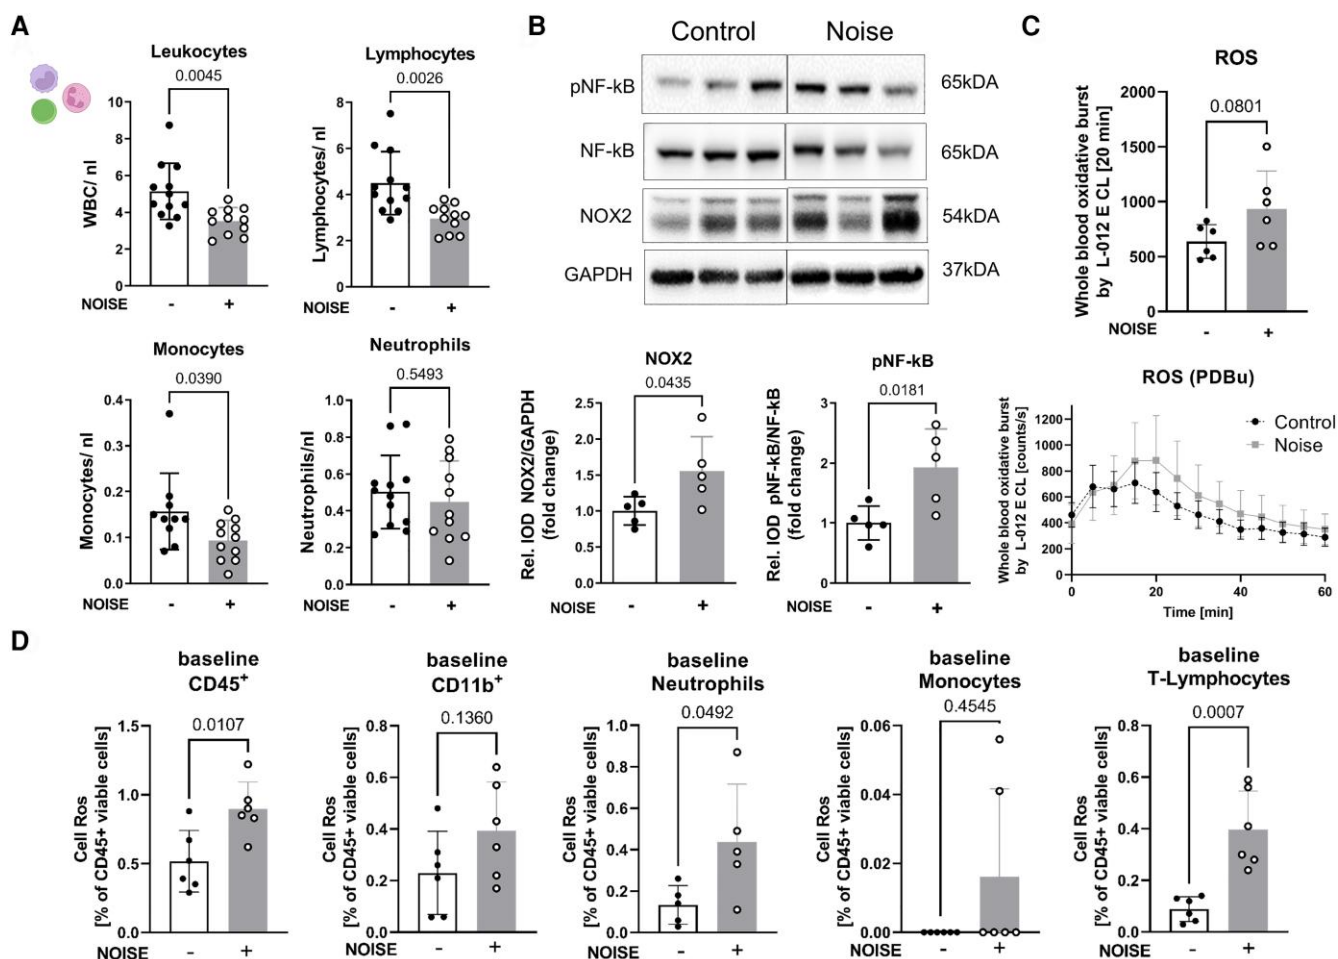 A
Leukocytes
0.0045
WBC/ nl
10
8
6
4
2
0
NOISE - +
Lymphocytes
0.0026
Lymphocytes/ nl
8
6
4
2
0
NOISE - +
Monocytes
0.0390
Monocytes/ nl
0.4
0.3
0.2
0.1
0.0
NOISE - +
Neutrophils
0.5493
Neutrophils/nl
1.0
0.8
0.6
0.4
0.2
0.0
NOISE - +
B
Control Noise
pNF-kB 65kDA
NF-kB 65kDA
NOX2 54kDA
GAPDH 37kDA
NOX2
0.0435
Rel. IOD NOX2/GAPDH
(fold change)
2.5
2.0
1.5
1.0
0.5
0.0
NOISE - +
pNF-kB
0.0181
Rel. IOD pNF-kB/NF-kB
(fold change)
3
2
1
0
NOISE - +
C
ROS
0.0801
Whole blood oxidative burst
by L-012 E CL [20 min]
2000
1500
1000
500
0
NOISE - +
ROS (PDBu)
Whole blood oxidative burst
by L-012 E CL [counts/s]
1200
1000
800
600
400
200
0
Control
Noise
0 20 40 60
Time [min]
D
baseline
CD45+
0.0107
Cell Ros
[% of CD45+ viable cells]
1.5
1.0
0.5
0.0
NOISE - +
baseline
CD11b+
0.1360
Cell Ros
[% of CD45+ viable cells]
0.8
0.6
0.4
0.2
0.0
NOISE - +
baseline
Neutrophils
0.0492
Cell Ros
[% of CD45+ viable cells]
1.0
0.8
0.6
0.4
0.2
0.0
NOISE - +
baseline
Monocytes
0.4545
Cell Ros
[% of CD45+ viable cells]
0.06
0.04
0.02
0.00
NOISE - +
baseline
T-Lymphocytes
0.0007
Cell Ros
[% of CD45+ viable cells]
0.8
0.6
0.4
0.2
0.0
NOISE - +